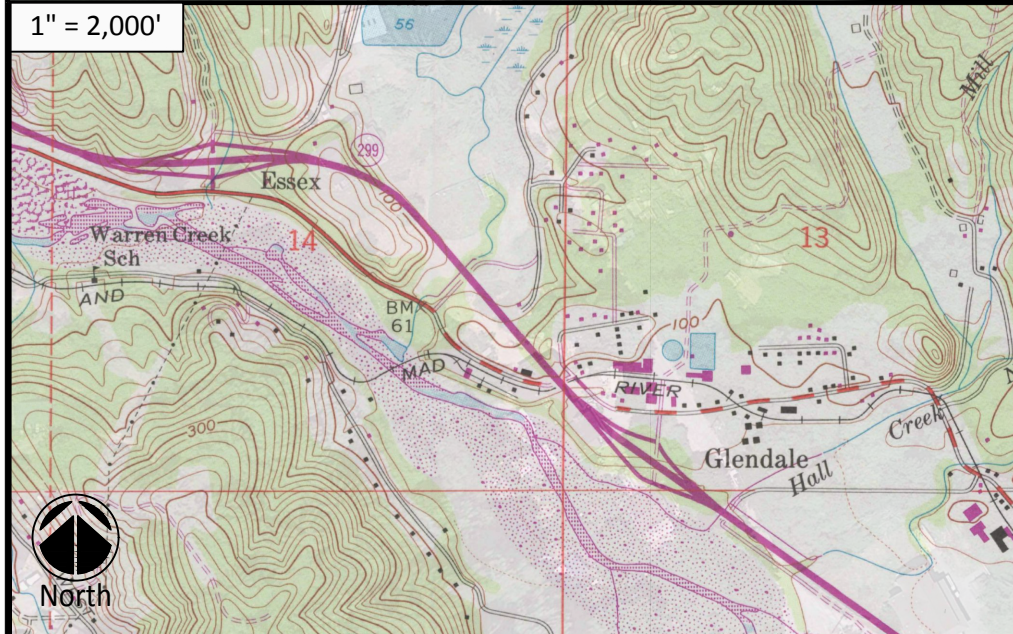 1" = 2,000'
56
Mill
299
Essex
100
Warren Creek
Sch
14
13
AND
BM
61
100
MAD
RIVER
Creek
300
Glendale
Hall
North